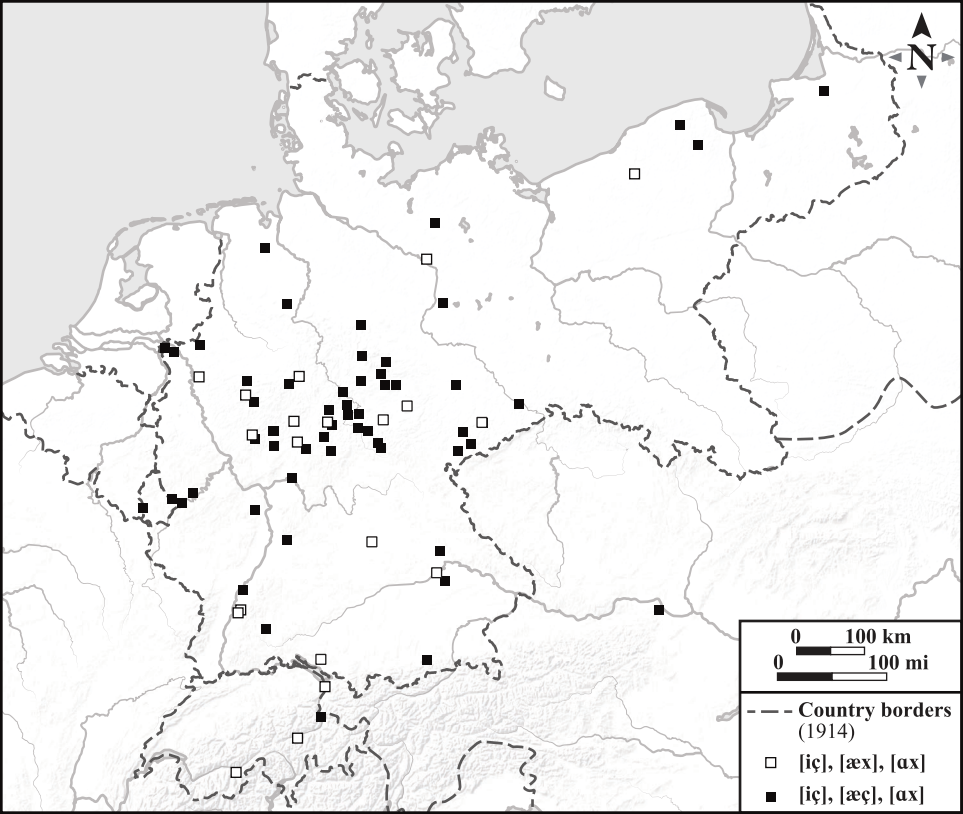 N
0 100 km
0 100 mi
Country borders
(1914)
[iç], [æx], [ɑx]
[iç], [æç], [ɑx]